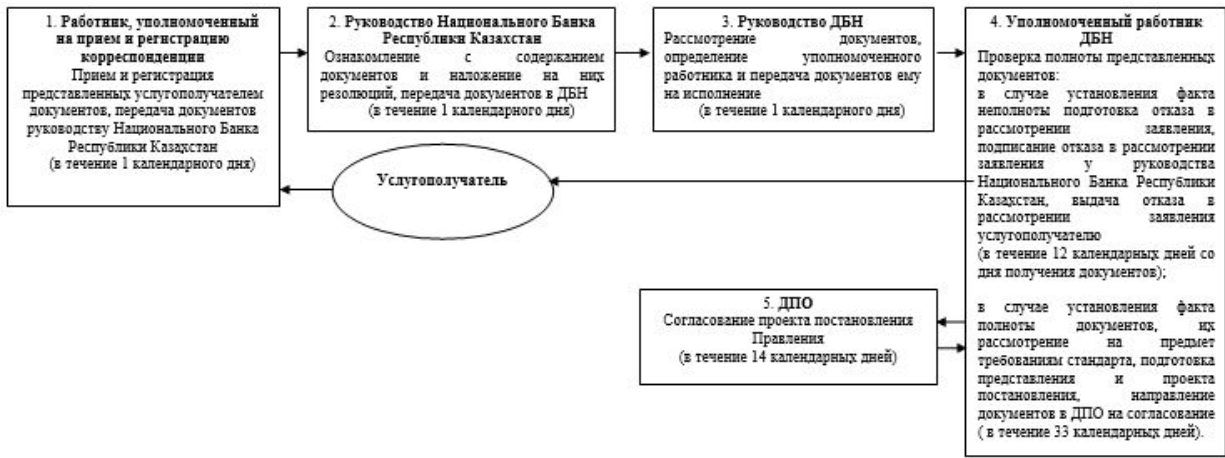 1. Работник, уполномоченный
на прием и регистрацию
корреспонденции
Прием и регистрация
представленных услугополучателем
документов, передача документов
руководству Национального Банка
Республики Казахстан
(в течение 1 календарного дня)
2. Руководство Национального Банка
Республики Казахстан
Ознакомление с содержанием
документов и наложение на них
резолюций, передача документов в ДБН
(в течение 1 календарного дня)
3. Руководство ДБН
Рассмотрение документов,
определение уполномоченного
работника и передача документов ему
на исполнение
(в течение 1 календарного дня)
4. Уполномоченный работник
ДБН
Проверка полноты представленных
документов:
в случае установления факта
неполноты подготовка отказа в
рассмотрении заявления,
подписание отказа в рассмотрении
заявления у руководства
Национального Банка Республики
Казахстан, выдача отказа в
рассмотрении заявления
услугополучателю
(в течение 12 календарных дней со
дня получения документов);
в случае установления факта
полноты документов, их
рассмотрение на предмет
требованиям стандарта, подготовка
представления и проекта
постановления, направление
документов в ДПО на согласование
( в течение 33 календарных дней).
Услугополучатель
5. ДПО
Согласование проекта постановления
Правления
(в течение 14 календарных дней)